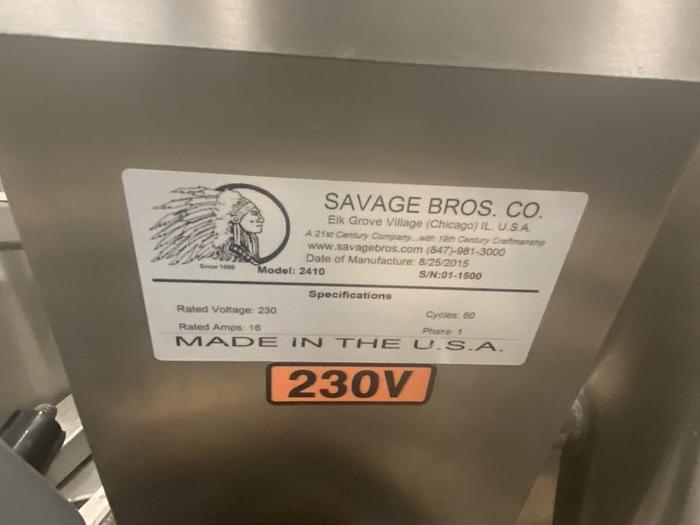 SAVAGE BROS. CO.
Elk Grove Village (Chicago) IL. U.S.A.
A 21st Century Company...with 19th Century Craftmanship
www.savagebros.com (847)-981-3000
Date of Manufacture: 8/25/2015
Since 1855
Model: 2410
S/N:01-1500
Specifications
Rated Voltage: 230
Cycles: 60
Rated Amps: 16
Phase: 1
MADE IN THE U.S.A.
230V